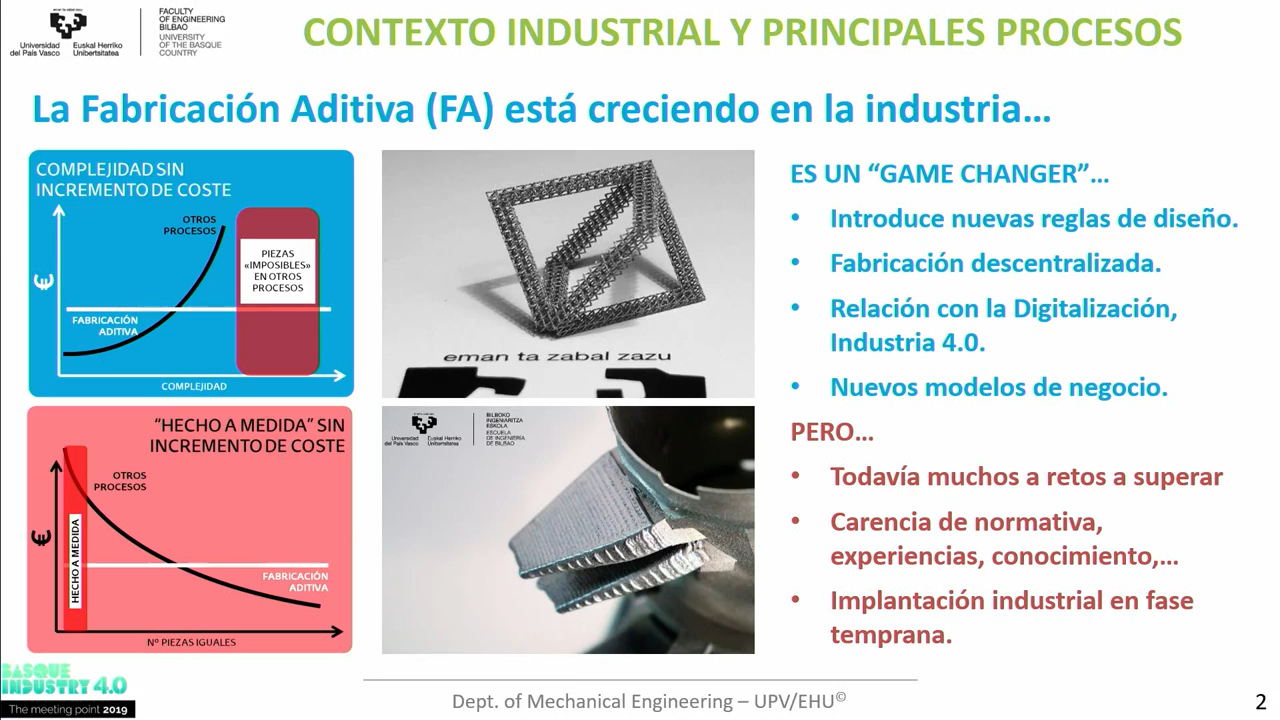 Universidad del País Vasco
Euskal Herriko Unibertsitatea
FACULTY
OF ENGINEERING
BILBAO
UNIVERSITY
OF THE BASQUE
COUNTRY
CONTEXTO INDUSTRIAL Y PRINCIPALES PROCESOS
La Fabricación Aditiva (FA) está creciendo en la industria...
COMPLEJIDAD SIN
INCREMENTO DE COSTE
OTROS
PROCESOS
PIEZAS
«IMPOSIBLES»
EN OTROS
PROCESOS
€
FABRICACIÓN
ADITIVA
COMPLEJIDAD
"HECHO A MEDIDA" SIN
INCREMENTO DE COSTE
OTROS
PROCESOS
€
HECHO A MEDIDA
FABRICACIÓN
ADITIVA
Nº PIEZAS IGUALES
eman ta zabal zazu
Universidad del País Vasco
Euskal Herriko Unibertsitatea
BILBOKO
INGENIARITZA
ESKOLA
ESCUELA
DE INGENIERÍA
DE BILBAO
ES UN “GAME CHANGER”...
• Introduce nuevas reglas de diseño.
• Fabricación descentralizada.
• Relación con la Digitalización,
Industria 4.0.
• Nuevos modelos de negocio.
PERO...
• Todavía muchos a retos a superar
• Carencia de normativa,
experiencias, conocimiento,...
• Implantación industrial en fase
temprana.
BASQUE
INDUSTRY 4.0
The meeting point 2019
Dept. of Mechanical Engineering – UPV/EHU©
2